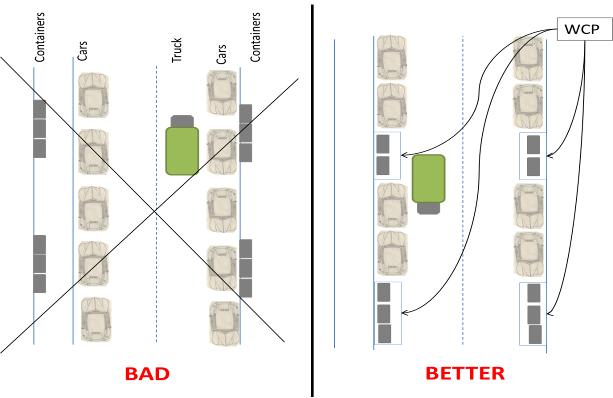 Containers
Cars
Truck
Cars
Containers
WCP
BAD
BETTER